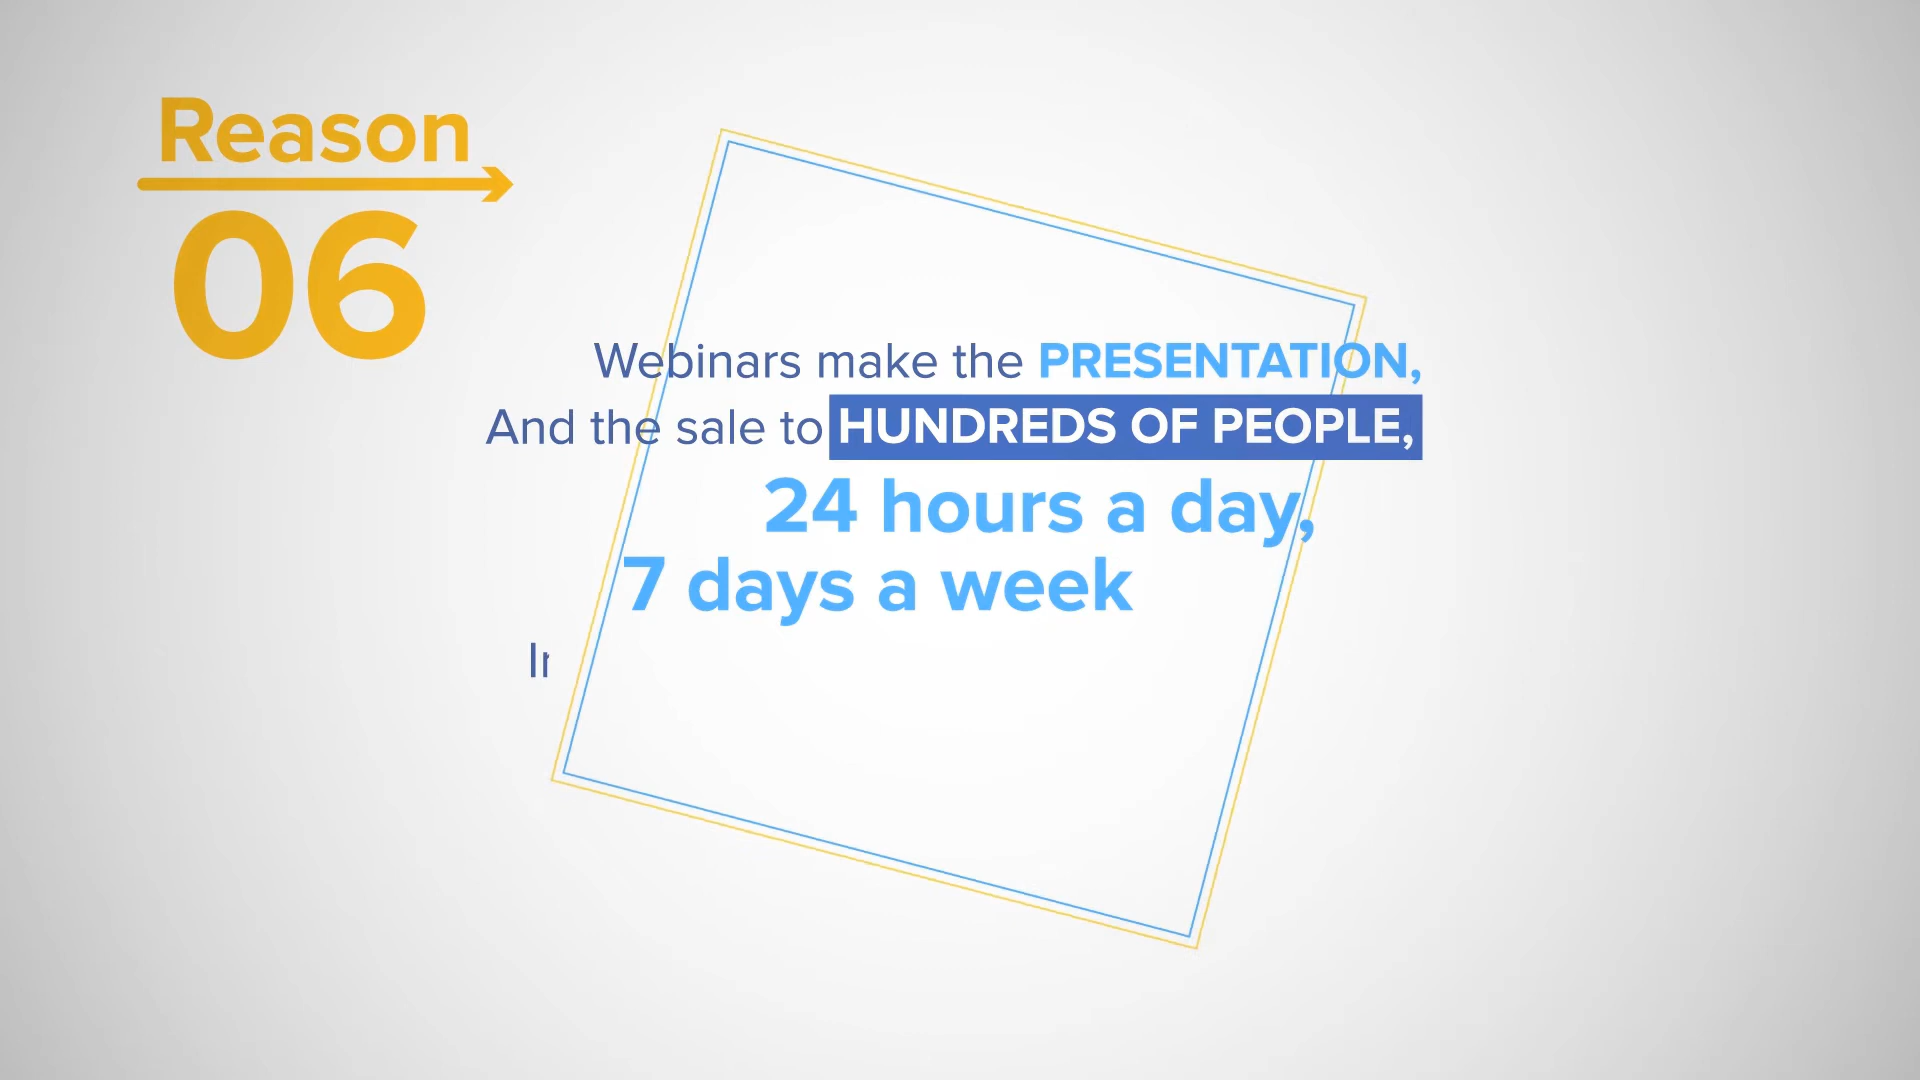 Reason
06
Webinars make the PRESENTATION,
And the sale to HUNDREDS OF PEOPLE,
24 hours a day,
7 days a week